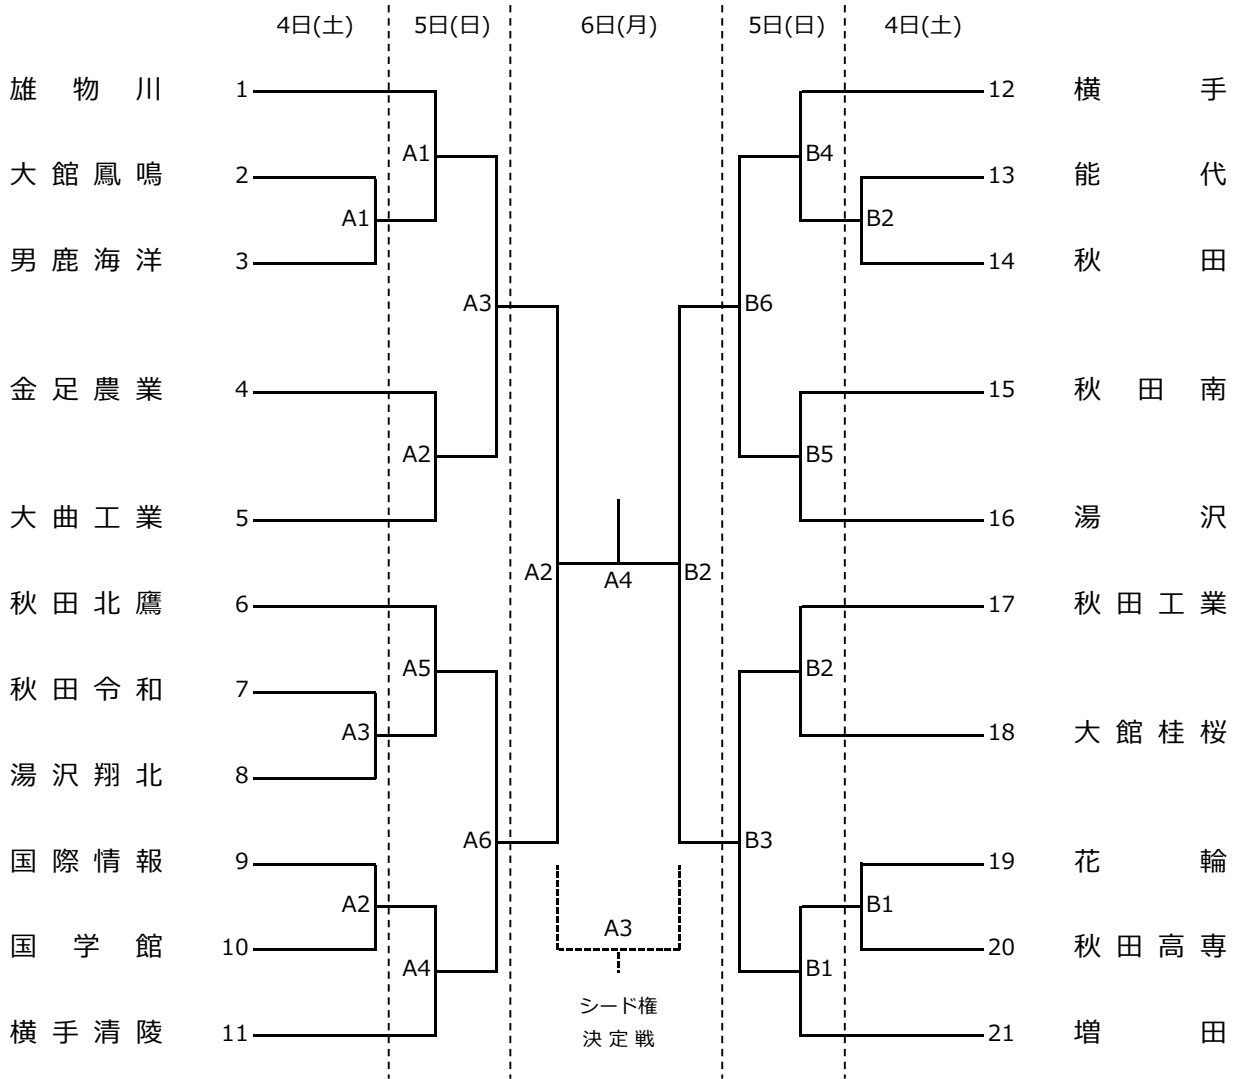 4日(土) 5日(日) 6日(月) 5日(日) 4日(土)
雄物川 1 12 横手
A1 B4
大館鳳鳴 2 13 能代
A1 B2
男鹿海洋 3 14 秋田
A3 B6
金足農業 4 15 秋田南
A2 B5
大曲工業 5 16 湯沢
A2 A4 B2
秋田北鷹 6 17 秋田工業
A5 B2
秋田令和 7 18 大館桂桜
A3
湯沢翔北 8
A6 B3
国際情報 9 19 花輪
A2 B1
A3
国学館 10 20 秋田高専
A4 B1
シード権
決定戦
横手清陵 11 21 増田